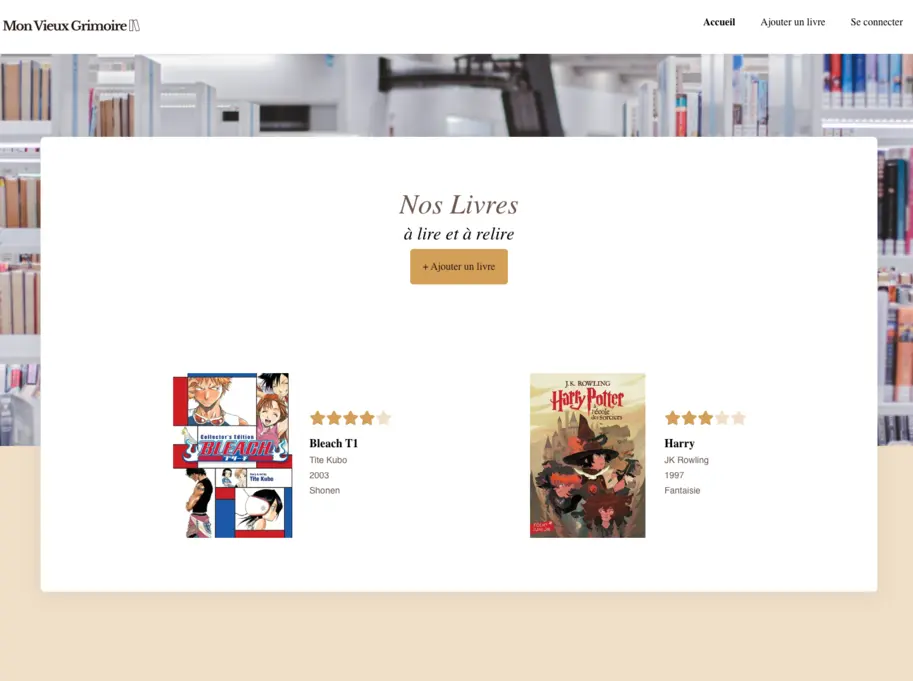 Mon Vieux Grimoire
Accueil
Ajouter un livre
Se connecter
Nos Livres
à lire et à relire
+ Ajouter un livre
Collector's Edition
BLEACH
Tite Kubo
Bleach T1
Tite Kubo
2003
Shonen
J.K. ROWLING
Harry Potter
à l'école
des sorciers
Harry
JK Rowling
1997
Fantaisie